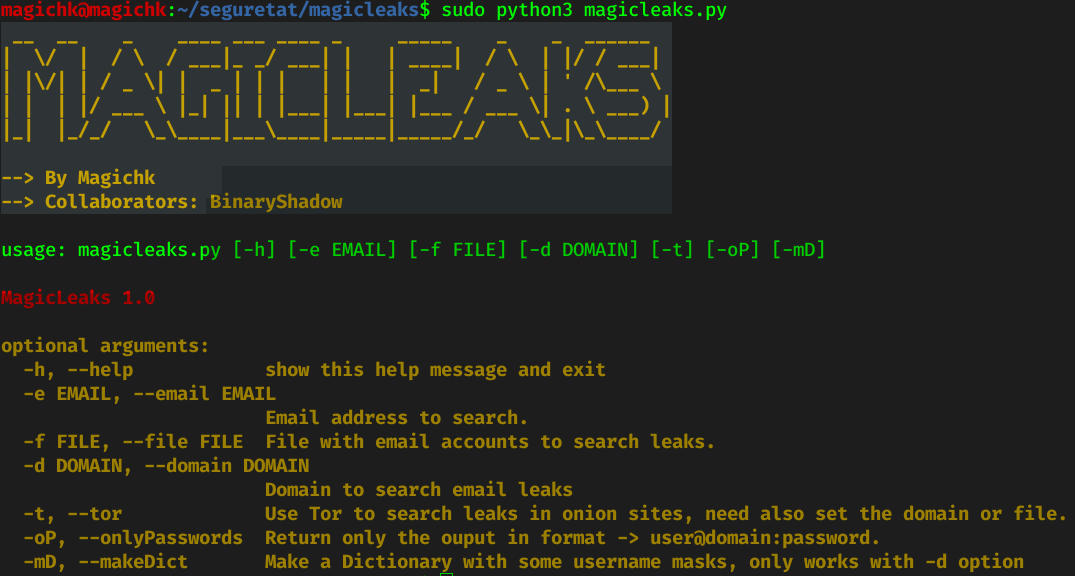 magichk@magichk:~/seguretat/magicleaks$ sudo python3 magicleaks.py
MAGICLEAKS
--> By Magichk
--> Collaborators: BinaryShadow
usage: magicleaks.py [-h] [-e EMAIL] [-f FILE] [-d DOMAIN] [-t] [-oP] [-mD]
MagicLeaks 1.0
optional arguments:
-h, --help show this help message and exit
-e EMAIL, --email EMAIL
Email address to search.
-f FILE, --file FILE File with email accounts to search leaks.
-d DOMAIN, --domain DOMAIN
Domain to search email leaks
-t, --tor Use Tor to search leaks in onion sites, need also set the domain or file.
-oP, --onlyPasswords Return only the ouput in format -> user@domain:password.
-mD, --makeDict Make a Dictionary with some username masks, only works with -d option